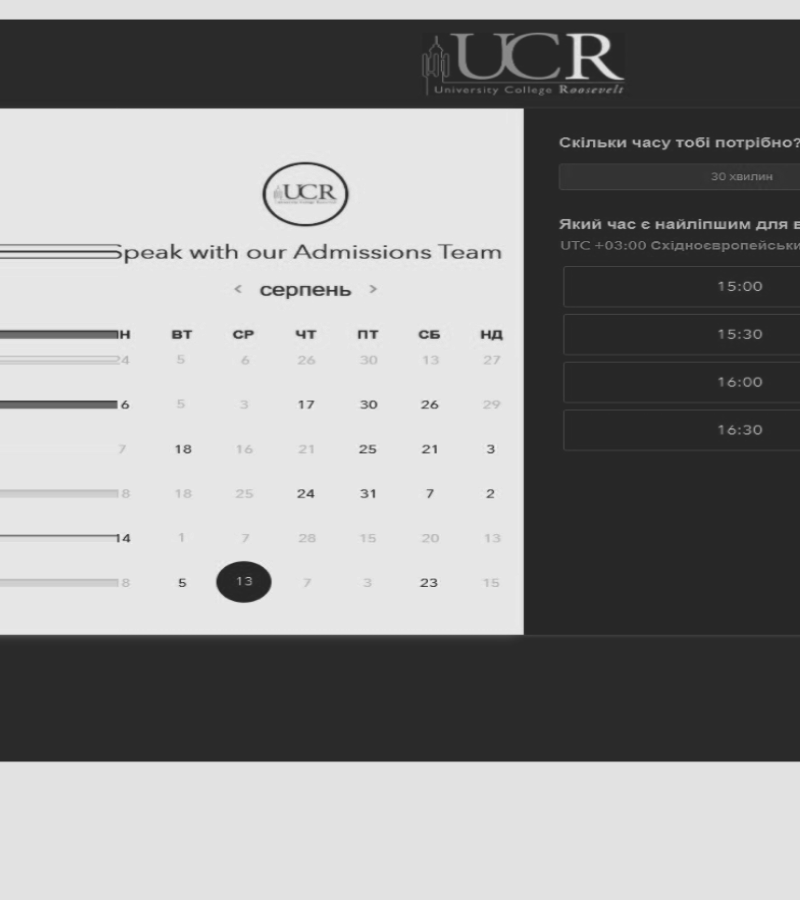 UCR
University College Roosevelt
UCR
Speak with our Admissions Team
< серпень >
Н ВТ СР ЧТ ПТ СБ НД
24 5 6 26 30 13 27
6 5 3 17 30 26 29
7 18 16 21 25 21 3
8 18 25 24 31 7 2
14 1 7 28 15 20 13
8 5 13 7 3 23 15
Скільки часу тобі потрібно?
30 хвилин
Який час є найліпшим для
UTC +03:00 Східноєвропейськи
15:00
15:30
16:00
16:30